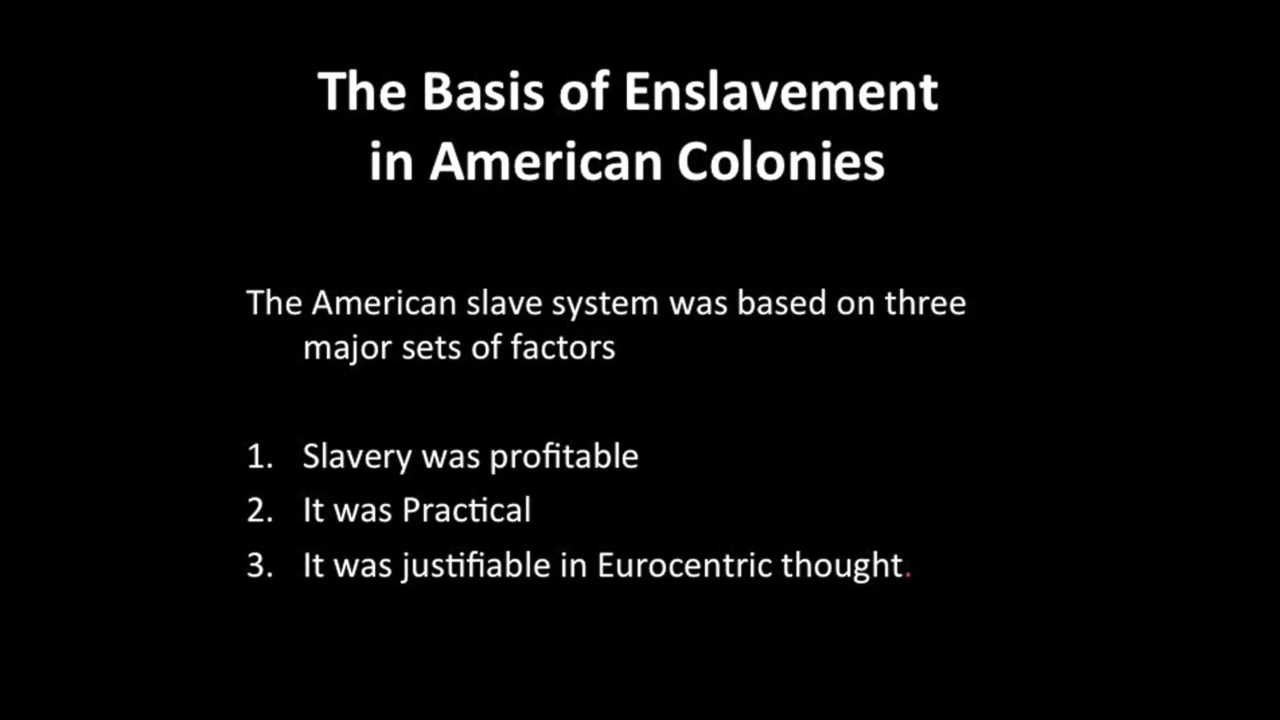 The Basis of Enslavement
in American Colonies
The American slave system was based on three
major sets of factors
1. Slavery was profitable
2. It was Practical
3. It was justifiable in Eurocentric thought.